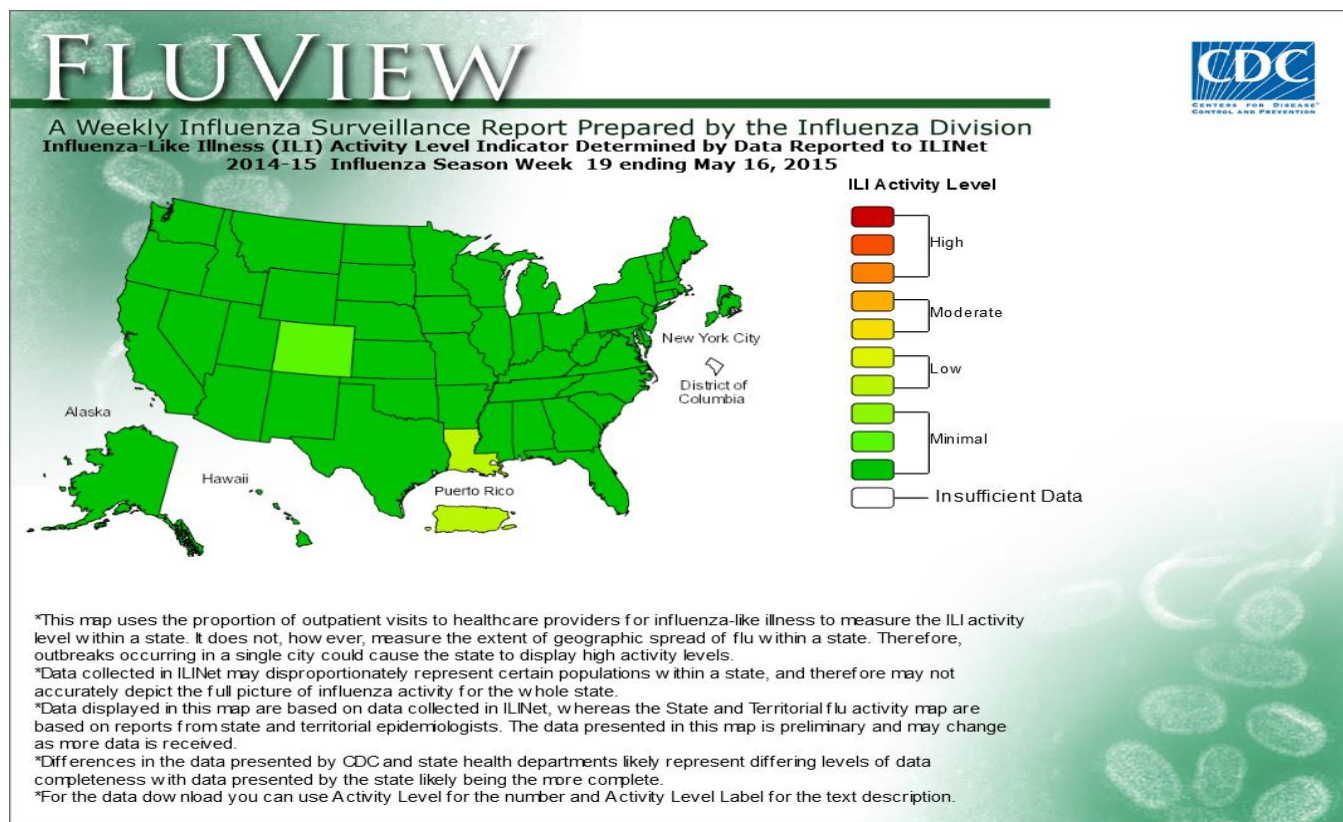 FLUVIEW
CDC
CENTERS FOR DISEASE
CONTROL AND PREVENTION
A Weekly Influenza Surveillance Report Prepared by the Influenza Division
Influenza-Like Illness (ILI) Activity Level Indicator Determined by Data Reported to ILINet
2014-15 Influenza Season Week 19 ending May 16, 2015
ILI Activity Level
High
Moderate
Low
Minimal
Insufficient Data
New York City
District of
Columbia
Alaska
Hawaii
Puerto Rico
*This map uses the proportion of outpatient visits to healthcare providers for influenza-like illness to measure the ILI activity
level within a state. It does not, however, measure the extent of geographic spread of flu within a state. Therefore,
outbreaks occurring in a single city could cause the state to display high activity levels.
*Data collected in ILINet may disproportionately represent certain populations within a state, and therefore may not
accurately depict the full picture of influenza activity for the whole state.
*Data displayed in this map are based on data collected in ILINet, whereas the State and Territorial flu activity map are
based on reports from state and territorial epidemiologists. The data presented in this map is preliminary and may change
as more data is received.
*Differences in the data presented by CDC and state health departments likely represent differing levels of data
completeness with data presented by the state likely being the more complete.
*For the data download you can use Activity Level for the number and Activity Level Label for the text description.